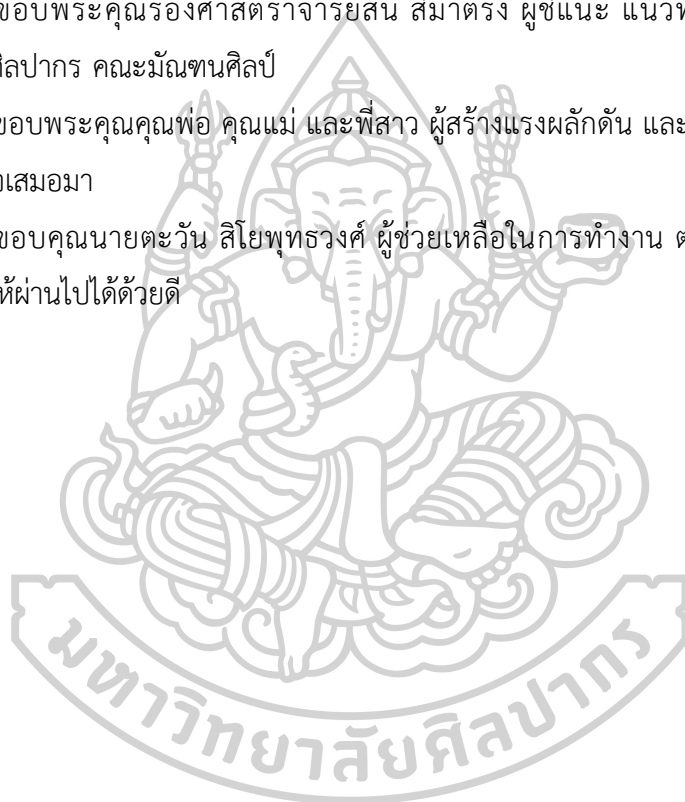 ขอบพระคุณรองศาสตราจารย์สน สีมาตรัง ผู้ชี้แนะ แนวท
ศิลปากร คณะมัณฑนศิลป์
ขอบพระคุณคุณพ่อ คุณแม่ และพี่สาว ผู้สร้างแรงผลักดัน และ
เสมอมา
ขอบคุณนายตะวัน สิโยพุทธวงศ์ ผู้ช่วยเหลือในการทำงาน ต
ห้ผ่านไปได้ด้วยดี
มหาวิทยาลัยศิลปากร